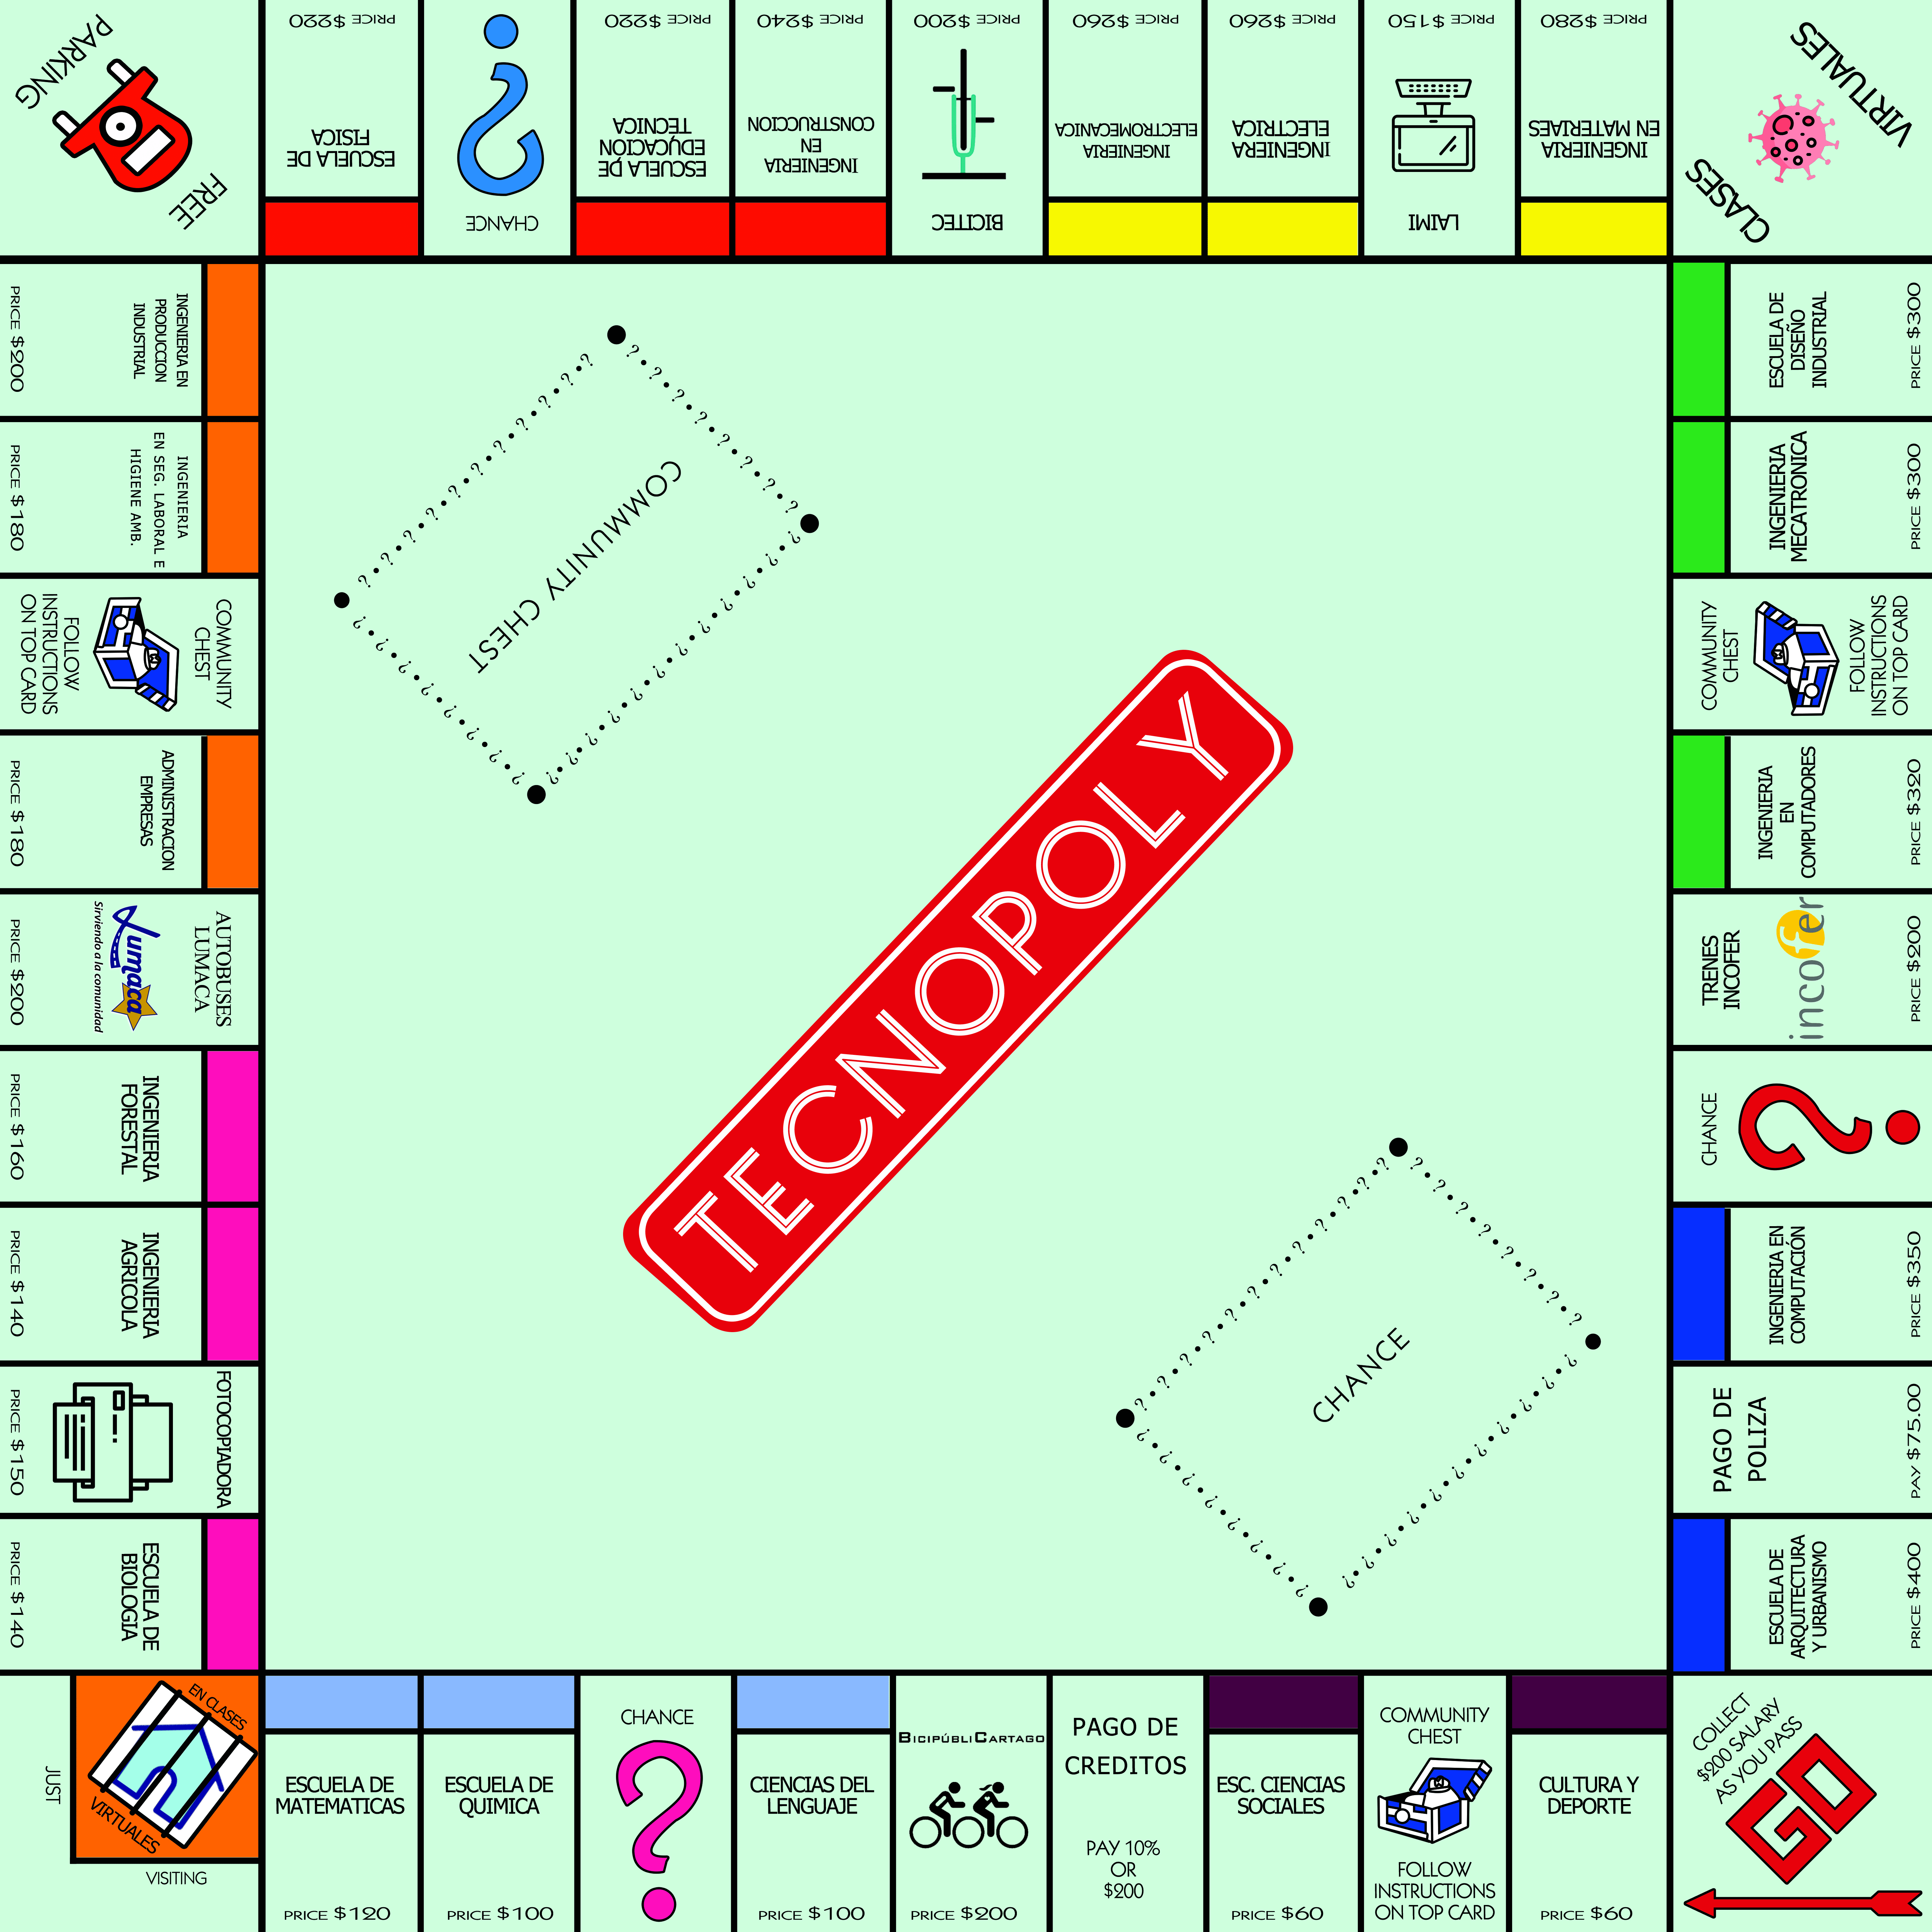 PARKING
FREE
PRICE $220
ESCUELA DE
FISICA
CHANCE
PRICE $220
ESCUELA DE
EDUCACION
TECNICA
PRICE $240
INGENIERIA
EN
CONSTRUCCION
PRICE $200
BICITEC
PRICE $260
INGENIERIA
ELECTROMECANICA
PRICE $260
INGENIERA
ELECTRICA
PRICE $150
LAIMI
PRICE $280
INGENIERIA
EN MATERIAES
CLASES
VIRTUALES
INGENIERIA EN
PRODUCCION
INDUSTRIAL
PRICE $200
INGENIERIA
EN SEG. LABORAL E
HIGIENE AMB.
PRICE $180
COMMUNITY
CHEST
FOLLOW
INSTRUCTIONS
ON TOP CARD
ADMINISTRACION
EMPRESAS
PRICE $180
AUTOBUSES
LUMACA
Lumaca
Sirviendo a la comunidad
PRICE $200
INGENIERIA
FORESTAL
PRICE $160
INGENIERIA
AGRICOLA
PRICE $140
FOTOCOPIADORA
PRICE $150
ESCUELA DE
BIOLOGIA
PRICE $140
COMMUNITY CHEST
TECNOPOLY
CHANCE
ESCUELA DE
DISEÑO
INDUSTRIAL
PRICE $300
INGENIERIA
MECATRONICA
PRICE $300
COMMUNITY
CHEST
FOLLOW
INSTRUCTIONS
ON TOP CARD
INGENIERIA
EN
COMPUTADORES
PRICE $320
TRENES
INCOFER
incofer
PRICE $200
CHANCE
INGENIERIA EN
COMPUTACIÓN
PRICE $350
PAGO DE
POLIZA
PAY $75.00
ESCUELA DE
ARQUITECTURA
Y URBANISMO
PRICE $400
JUST
VISITING
EN CLASES
VIRTUALES
ESCUELA DE
MATEMATICAS
PRICE $120
ESCUELA DE
QUIMICA
PRICE $100
CHANCE
CIENCIAS DEL
LENGUAJE
PRICE $100
BICIPÚBLICARTAGO
PRICE $200
PAGO DE
CREDITOS
PAY 10%
OR
$200
ESC. CIENCIAS
SOCIALES
PRICE $60
COMMUNITY
CHEST
FOLLOW
INSTRUCTIONS
ON TOP CARD
CULTURA Y
DEPORTE
PRICE $60
COLLECT
$200 SALARY
AS YOU PASS
GO